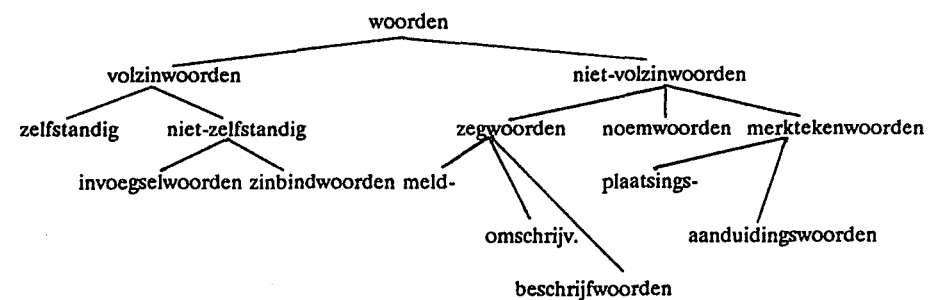 woorden
volzinwoorden niet-volzinwoorden
zelfstandig niet-zelfstandig zegwoorden noemwoorden merktekenwoorden
invoegselwoorden zinbindwoorden meld- plaatsings-
omschrijv. aanduidingswoorden
beschrijfwoorden